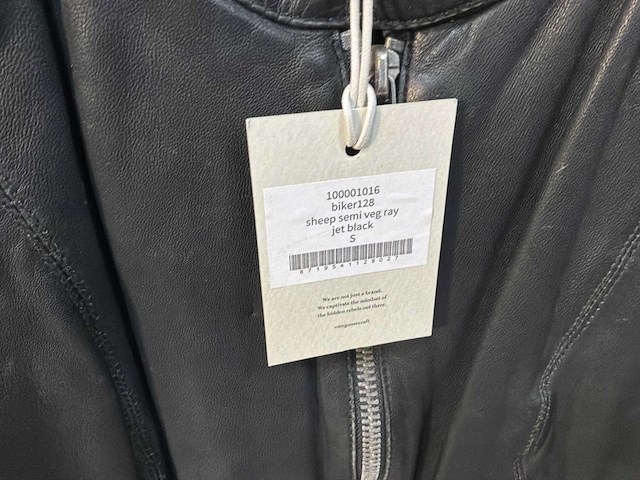 100001016
biker128
sheep semi veg ray
jet black
S
8719541129027
We are not just a brand.
We captivate the mindset of
the hidden rebels out there.